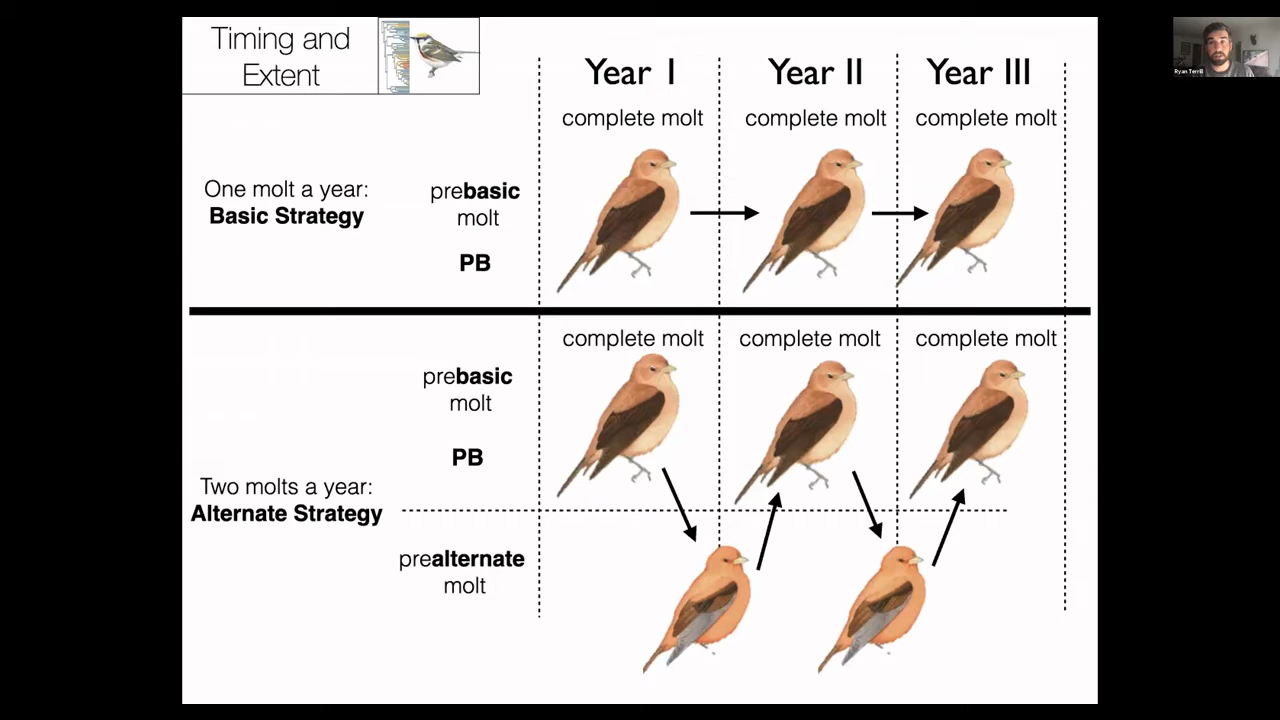 Timing and
Extent
Year I
Year II
Year III
complete molt
complete molt
complete molt
One molt a year:
Basic Strategy
prebasic
molt
PB
complete molt
complete molt
complete molt
prebasic
molt
PB
Two molts a year:
Alternate Strategy
prealternate
molt
Ryan Terrill